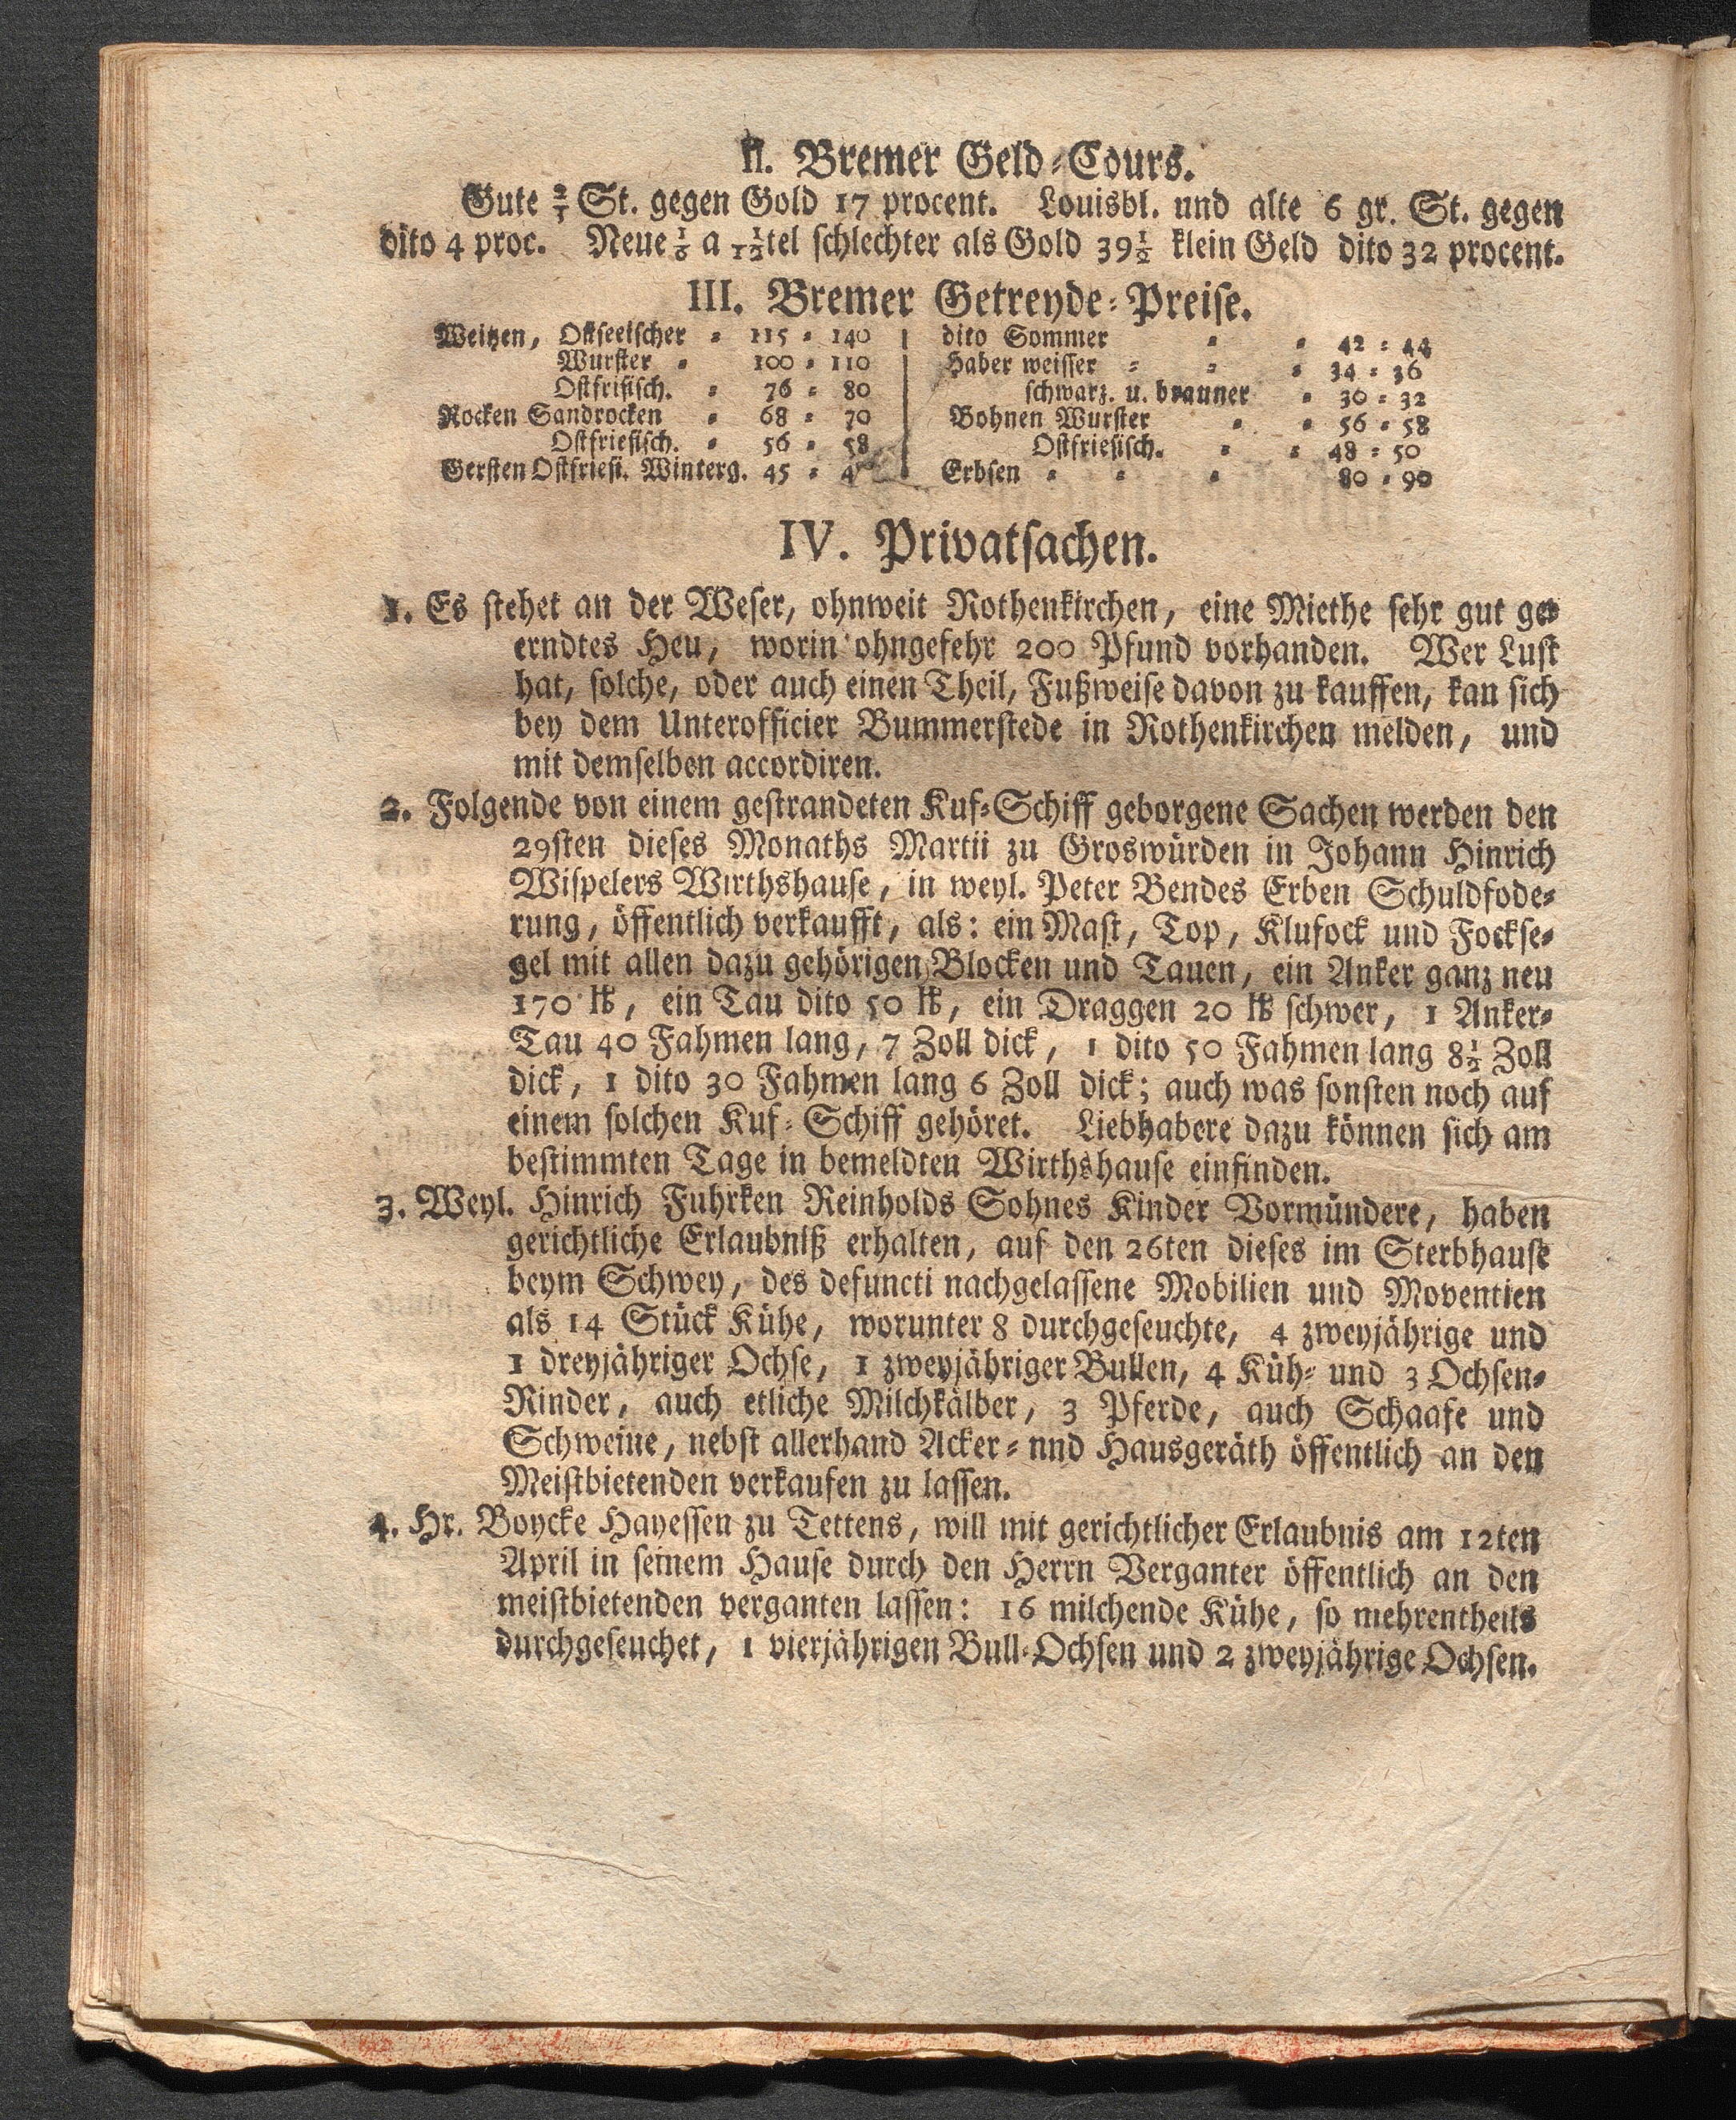 II. Bremer Geld-Cours.
Gute 2/3 St. gegen Gold 17 procent. Louisbl. und alte 6 gr. St. gegen
dito 4 proc. Neue 1/6 a 1/12tel schlechter als Gold 39 1/2 klein Geld dito 32 procent.
III. Bremer Getreyde-Preise.
Weitzen, Ostseeischer - 115 - 140
Wurster - 100 - 110
Ostfrisisch. - 76 - 80
Rocken Sandrocken - 68 - 70
Ostfriesisch. - 56 - 58
Gersten Ostfries. Winterg. 45 -
dito Sommer - - 42 - 44
Haber weisser - - - 34 - 36
schwarz. u. brauner - 30 - 32
Bohnen Wurster - - 56 - 58
Ostfriesisch. - - 48 - 50
Erbsen - - - 80 - 90
IV. Privatsachen.
1. Es stehet an der Weser, ohnweit Rothenkirchen, eine Miethe sehr gut ge-
erndtes Heu, worin ohngefehr 200 Pfund vorhanden. Wer Lust
hat, solche, oder auch einen Theil, Fußweise davon zu kauffen, kan sich
bey dem Unterofficier Bummerstede in Rothenkirchen melden, und
mit demselben accordiren.
2. Folgende von einem gestrandeten Kuf-Schiff geborgene Sachen werden den
29sten dieses Monaths Martii zu Groswürden in Johann Hinrich
Wispelers Wirthshause, in weyl. Peter Bendes Erben Schuldfode-
rung, öffentlich verkaufft, als: ein Mast, Top, Klufock und Fockse-
gel mit allen dazu gehörigen Blocken und Tauen, ein Anker ganz neu
170 ℔, ein Tau dito 50 ℔, ein Draggen 20 ℔ schwer, 1 Anker-
Tau 40 Fahmen lang, 7 Zoll dick, 1 dito 50 Fahmen lang 8 1/2 Zoll
dick, 1 dito 30 Fahmen lang 6 Zoll dick; auch was sonsten noch auf
einem solchen Kuf-Schiff gehöret. Liebhabere dazu können sich am
bestimmten Tage in bemeldten Wirthshause einfinden.
3. Weyl. Hinrich Fuhrken Reinholds Sohnes Kinder Vormündere, haben
gerichtliche Erlaubniß erhalten, auf den 26ten dieses im Sterbhause
beym Schwey, des defuncti nachgelassene Mobilien und Moventien
als 14 Stück Kühe, worunter 8 durchgeseuchte, 4 zweyjährige und
1 dreyjähriger Ochse, 1 zweyjähriger Bullen, 4 Küh- und 3 Ochsen-
Rinder, auch etliche Milchkälber, 3 Pferde, auch Schaafe und
Schweine, nebst allerhand Acker- nnd Hausgeräth öffentlich an den
Meistbietenden verkaufen zu lassen.
4. Hr. Boycke Hayessen zu Tettens, will mit gerichtlicher Erlaubnis am 12ten
April in seinem Hause durch den Herrn Verganter öffentlich an den
meistbietenden verganten lassen: 16 milchende Kühe, so mehrentheils
durchgeseuchet, 1 vierjährigen Bull-Ochsen und 2 zweyjährige Ochsen.